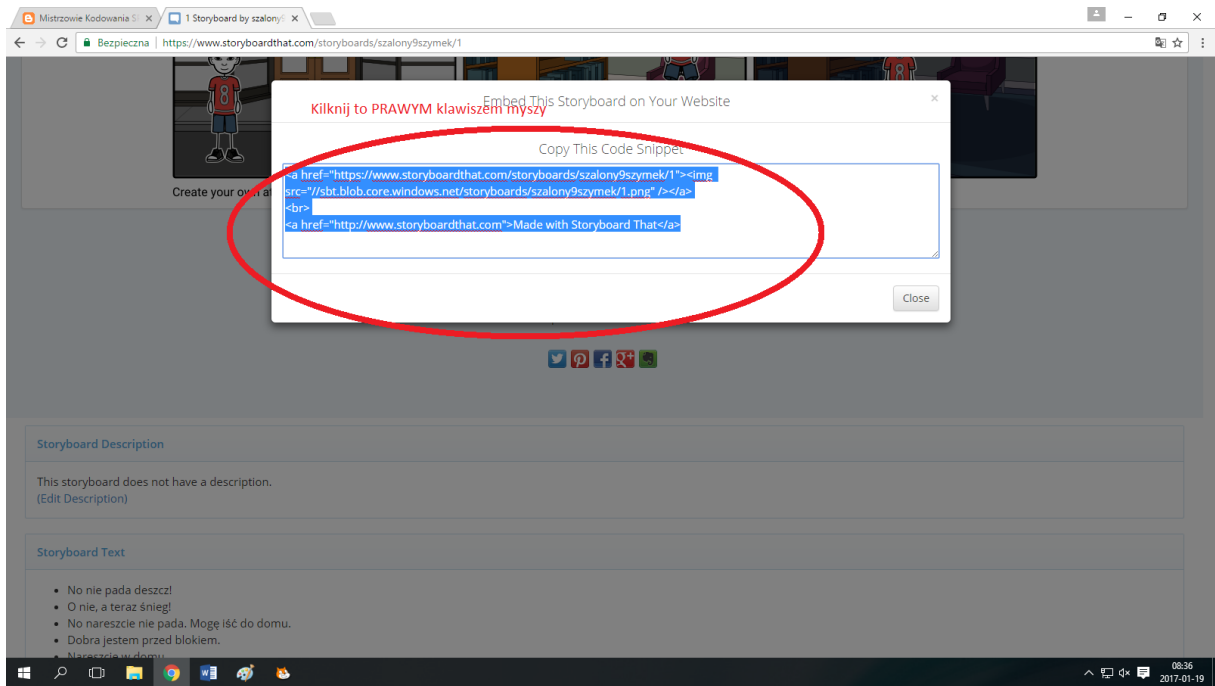 Mistrzowie Kodowania S
1 Storyboard by szalony
Bezpieczna | https://www.storyboardthat.com/storyboards/szalony9szymek/1
8
8
Embed This Storyboard on Your Website
×
Kilknij to PRAWYM klawiszem myszy
Copy This Code Snippet
<a href="https://www.storyboardthat.com/storyboards/szalony9szymek/1"><img
src="//sbt.blob.core.windows.net/storyboards/szalony9szymek/1.png" /></a>
<br>
<a href="http://www.storyboardthat.com">Made with Storyboard That</a>
Create your own at
Close
Storyboard Description
This storyboard does not have a description.
(Edit Description)
Storyboard Text
• No nie pada deszcz!
• O nie, a teraz śnieg!
• No nareszcie nie pada. Mogę iść do domu.
• Dobra jestem przed blokiem.
• Nareszcie w domu
08:36
2017-01-19